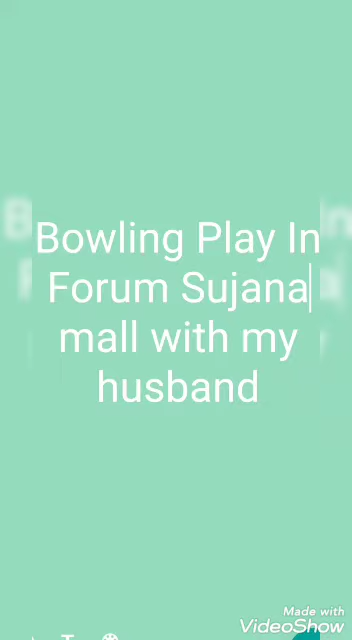 Bowling Play In
Forum Sujana
mall with my
husband
Made with
VideoShow